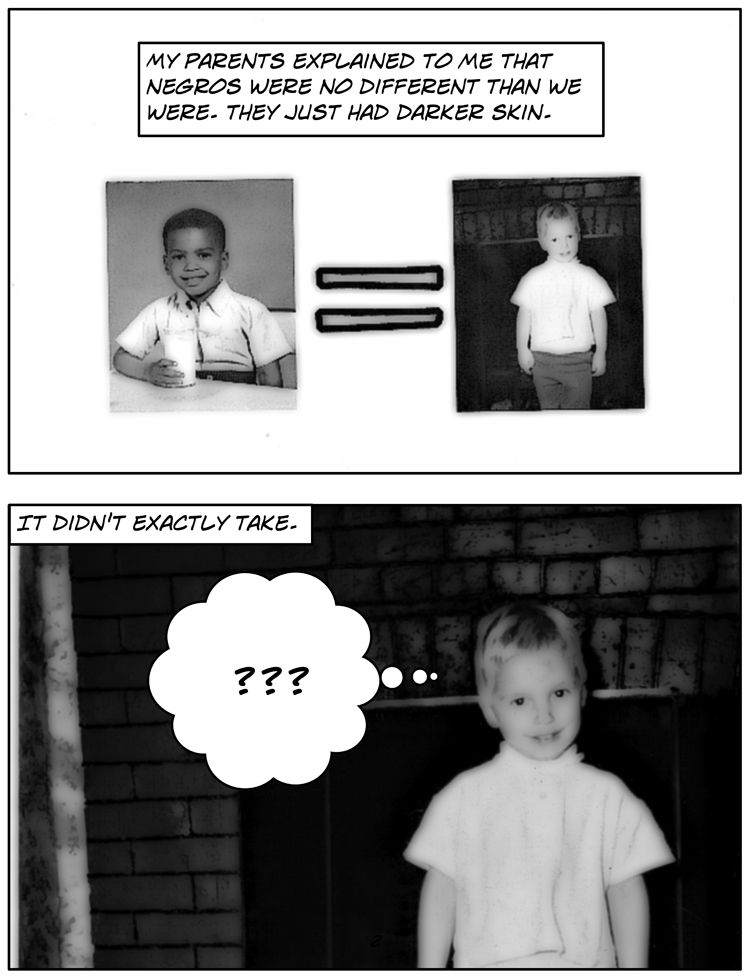 MY PARENTS EXPLAINED TO ME THAT
NEGROS WERE NO DIFFERENT THAN WE
WERE. THEY JUST HAD DARKER SKIN.
IT DIDN'T EXACTLY TAKE.
???